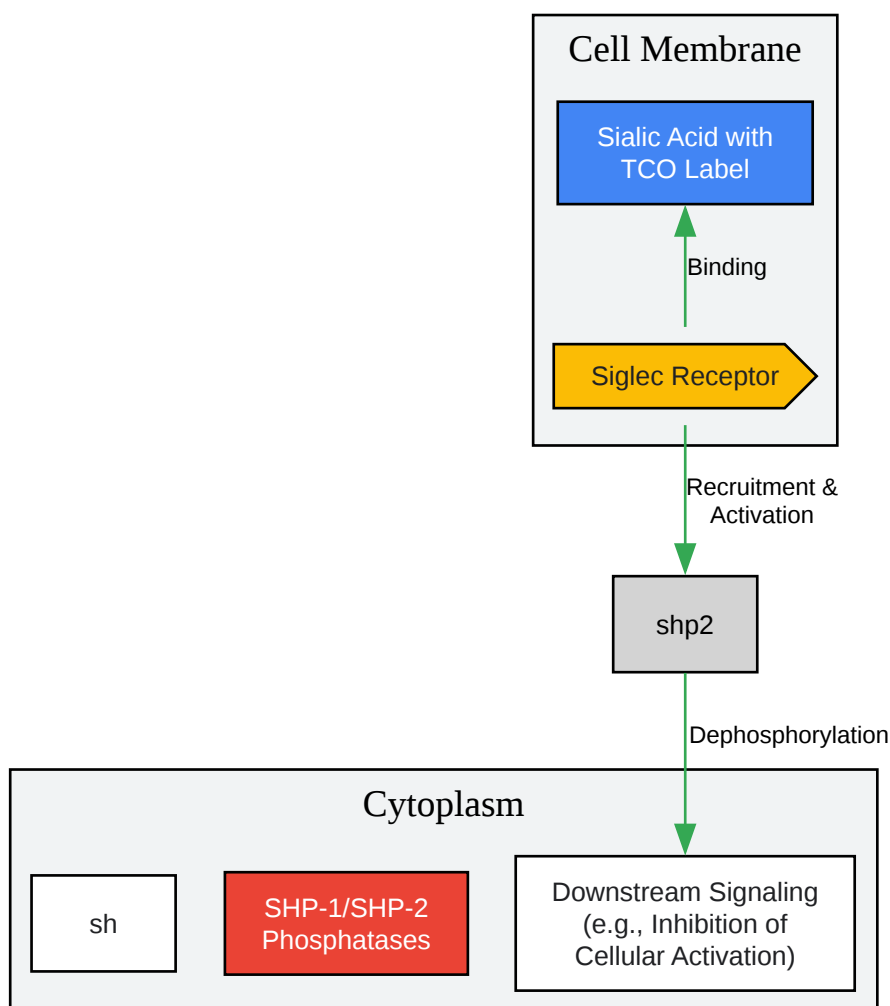 Cell Membrane
Sialic Acid with
TCO Label
Binding
Siglec Receptor
Recruitment &
Activation
shp2
Dephosphorylation
Cytoplasm
sh
SHP-1/SHP-2
Phosphatases
Downstream Signaling
(e.g., Inhibition of
Cellular Activation)